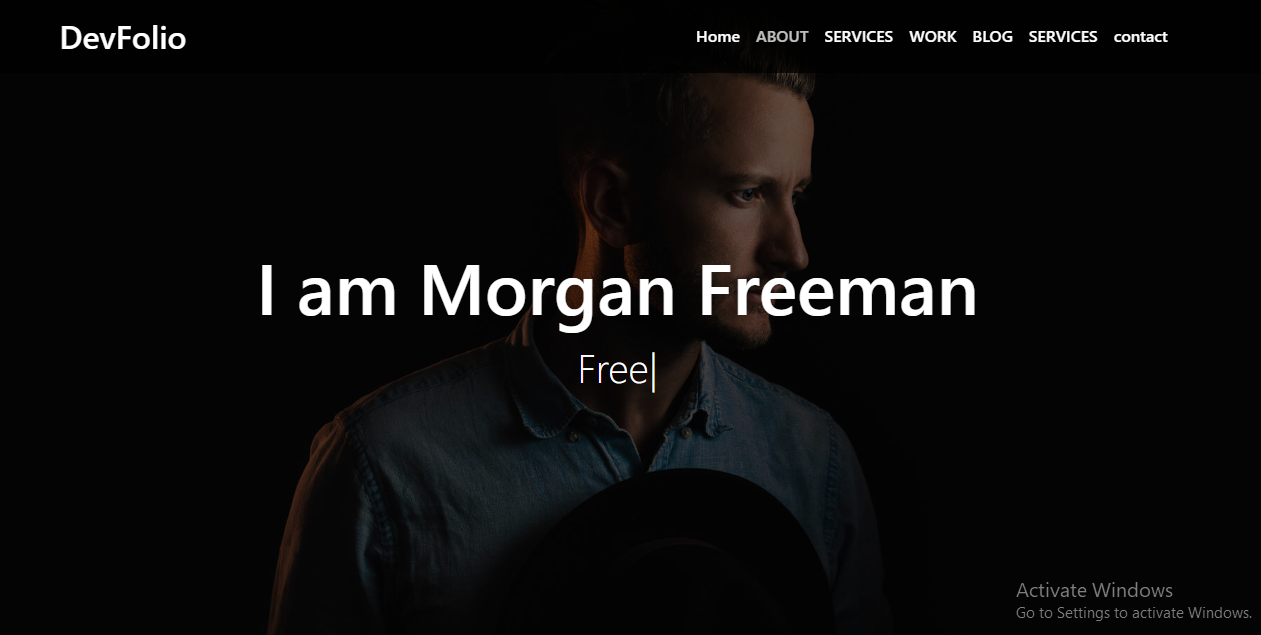 DevFolio
Home ABOUT SERVICES WORK BLOG SERVICES contact
I am Morgan Freeman
Free
Activate Windows
Go to Settings to activate Windows.